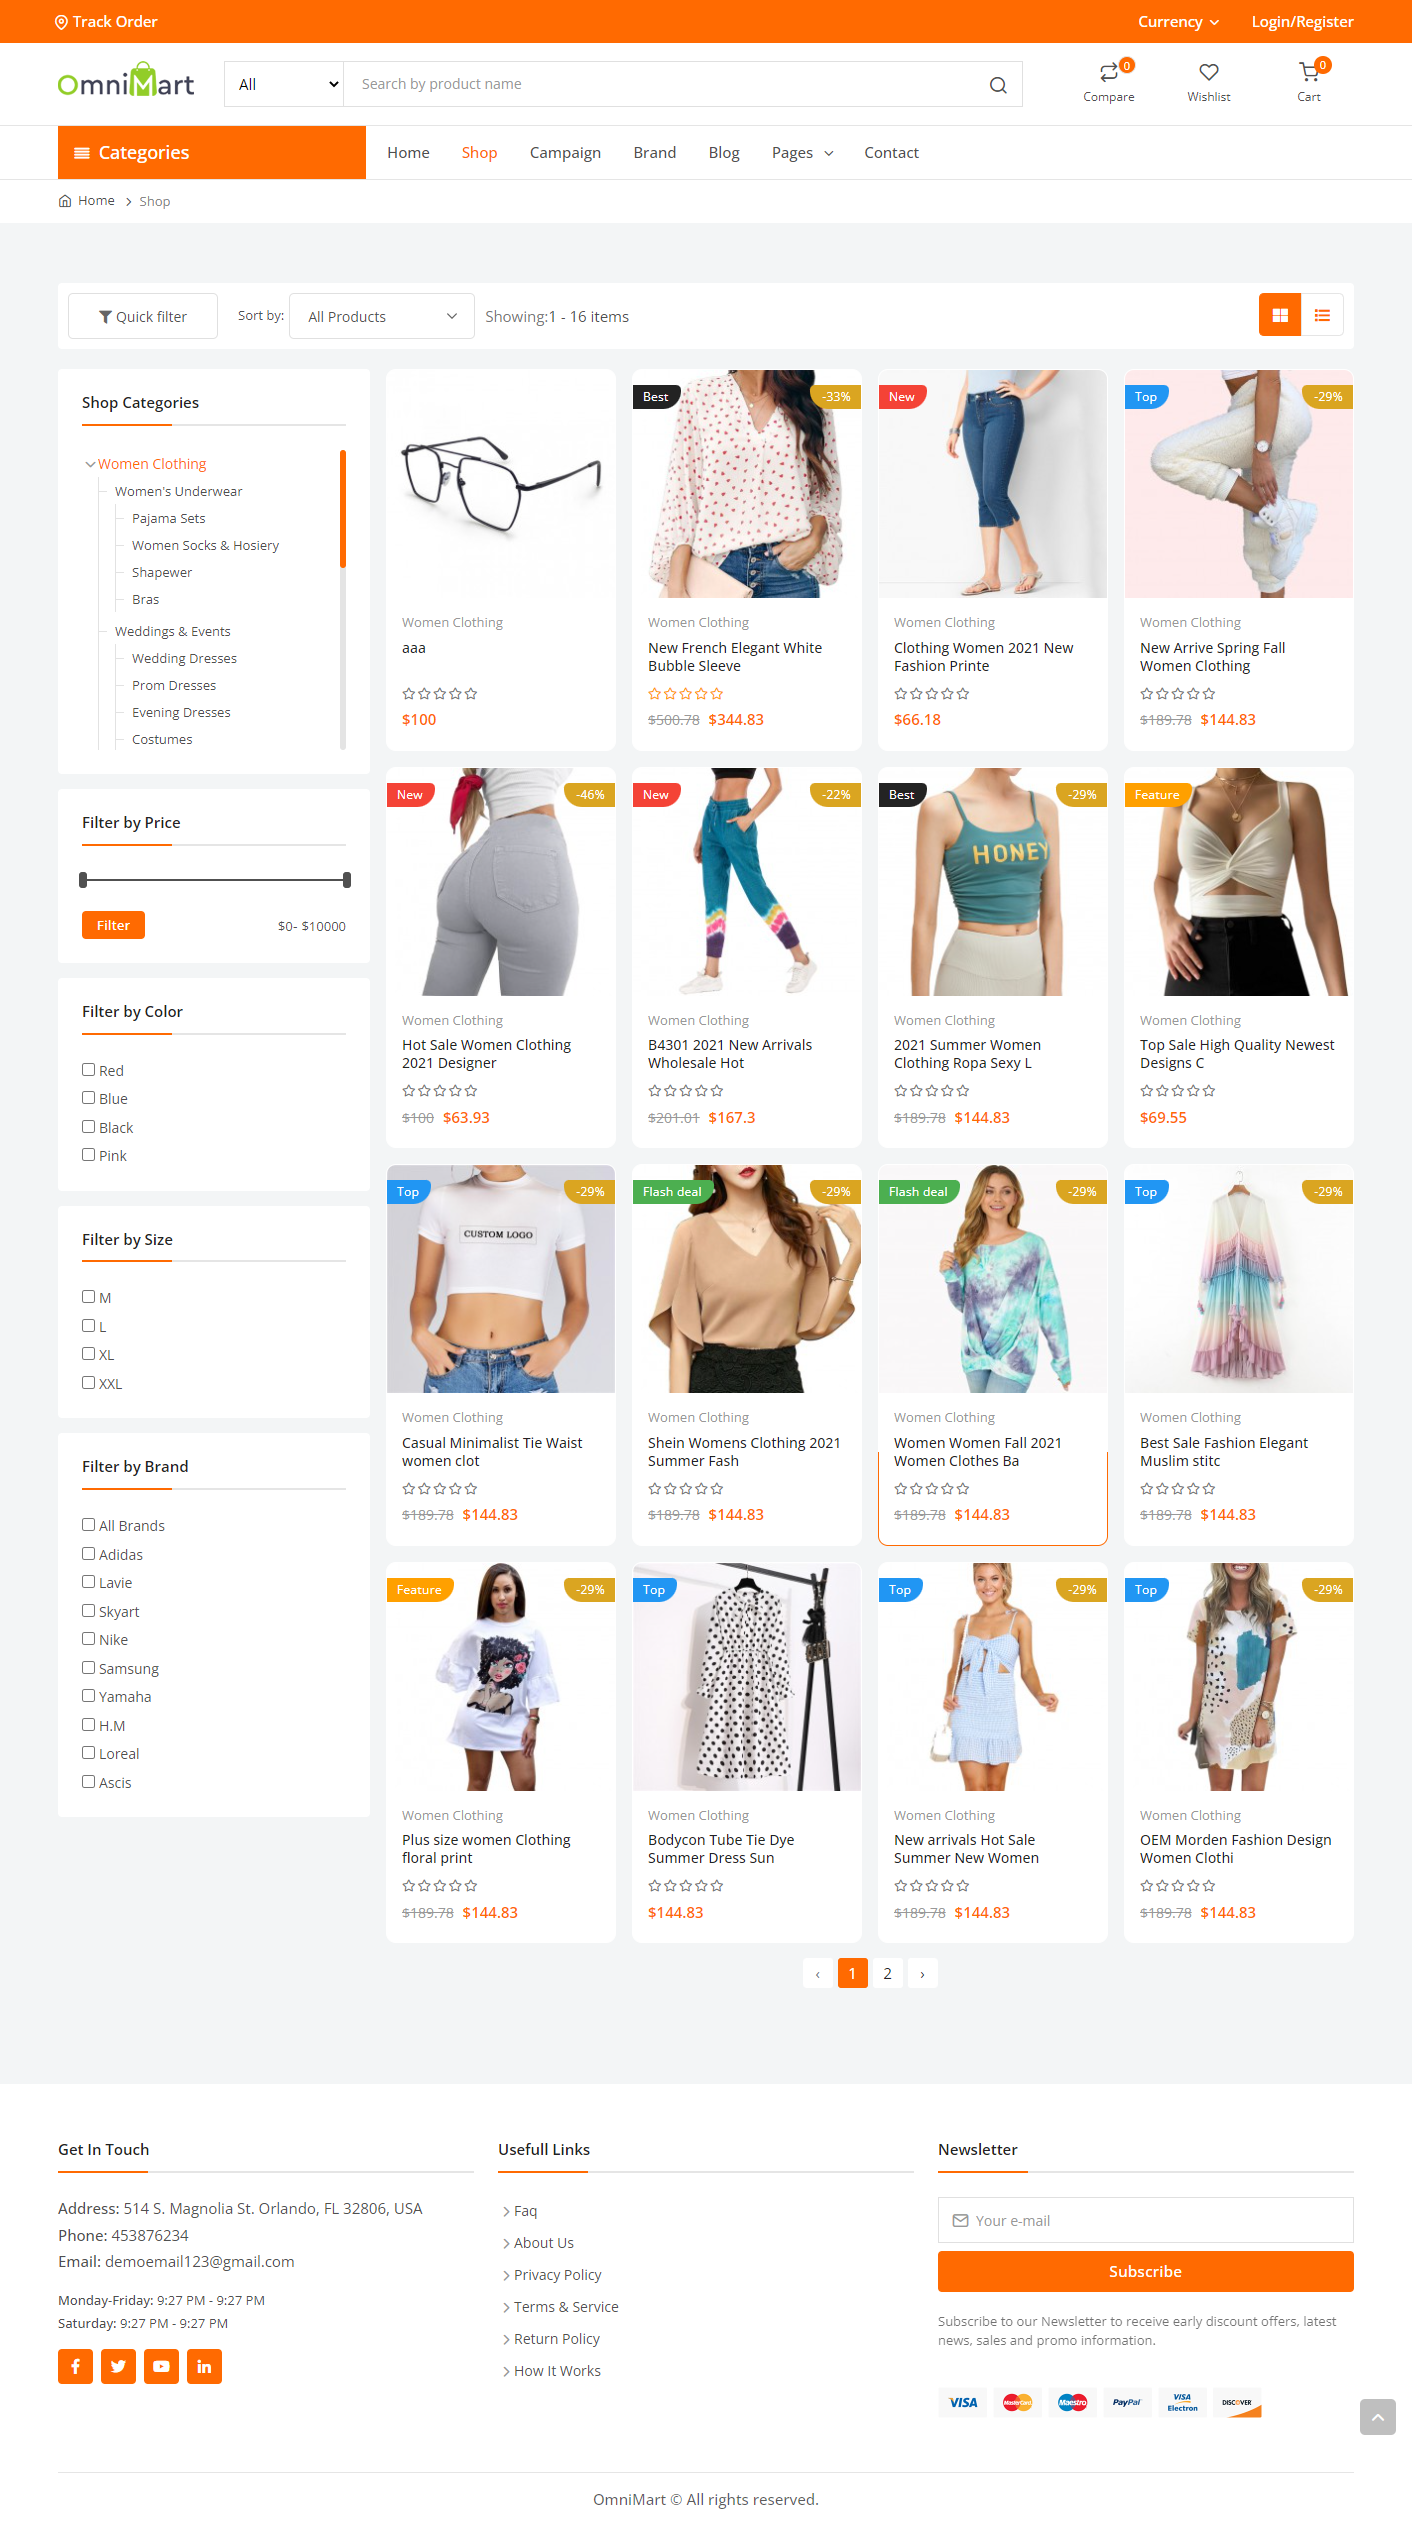 Track Order
Currency
Login/Register
OmniMart
All
Search by product name
0
Compare
Wishlist
0
Cart
Categories
Home
Shop
Campaign
Brand
Blog
Pages
Contact
Home
Shop
Quick filter
Sort by:
All Products
Showing:1 - 16 items
Shop Categories
Women Clothing
Women's Underwear
Pajama Sets
Women Socks & Hosiery
Shapewer
Bras
Weddings & Events
Wedding Dresses
Prom Dresses
Evening Dresses
Costumes
Filter by Price
Filter
$0- $10000
Filter by Color
Red
Blue
Black
Pink
Filter by Size
M
L
XL
XXL
Filter by Brand
All Brands
Adidas
Lavie
Skyart
Nike
Samsung
Yamaha
H.M
Loreal
Ascis
Women Clothing
aaa
$100
Best
-33%
Women Clothing
New French Elegant White
Bubble Sleeve
$500.78 $344.83
New
Women Clothing
Clothing Women 2021 New
Fashion Printe
$66.18
Top
-29%
Women Clothing
New Arrive Spring Fall
Women Clothing
$189.78 $144.83
New
-46%
Women Clothing
Hot Sale Women Clothing
2021 Designer
$100 $63.93
New
-22%
Women Clothing
B4301 2021 New Arrivals
Wholesale Hot
$201.01 $167.3
Best
-29%
HONEY
Women Clothing
2021 Summer Women
Clothing Ropa Sexy L
$189.78 $144.83
Feature
Women Clothing
Top Sale High Quality Newest
Designs C
$69.55
Top
-29%
CUSTOM LOGO
Women Clothing
Casual Minimalist Tie Waist
women clot
$189.78 $144.83
Flash deal
-29%
Women Clothing
Shein Womens Clothing 2021
Summer Fash
$189.78 $144.83
Flash deal
-29%
Women Clothing
Women Women Fall 2021
Women Clothes Ba
$189.78 $144.83
Top
-29%
Women Clothing
Best Sale Fashion Elegant
Muslim stitc
$189.78 $144.83
Feature
-29%
Women Clothing
Plus size women Clothing
floral print
$189.78 $144.83
Top
Women Clothing
Bodycon Tube Tie Dye
Summer Dress Sun
$144.83
Top
-29%
Women Clothing
New arrivals Hot Sale
Summer New Women
$189.78 $144.83
Top
-29%
Women Clothing
OEM Morden Fashion Design
Women Clothi
$189.78 $144.83
‹ 1 2 ›
Get In Touch
Address: 514 S. Magnolia St. Orlando, FL 32806, USA
Phone: 453876234
Email: demoemail123@gmail.com
Monday-Friday: 9:27 PM - 9:27 PM
Saturday: 9:27 PM - 9:27 PM
Usefull Links
Faq
About Us
Privacy Policy
Terms & Service
Return Policy
How It Works
Newsletter
Your e-mail
Subscribe
Subscribe to our Newsletter to receive early discount offers, latest
news, sales and promo information.
VISA
MasterCard
Maestro
PayPal
VISA
Electron
DISCOVER
OmniMart © All rights reserved.